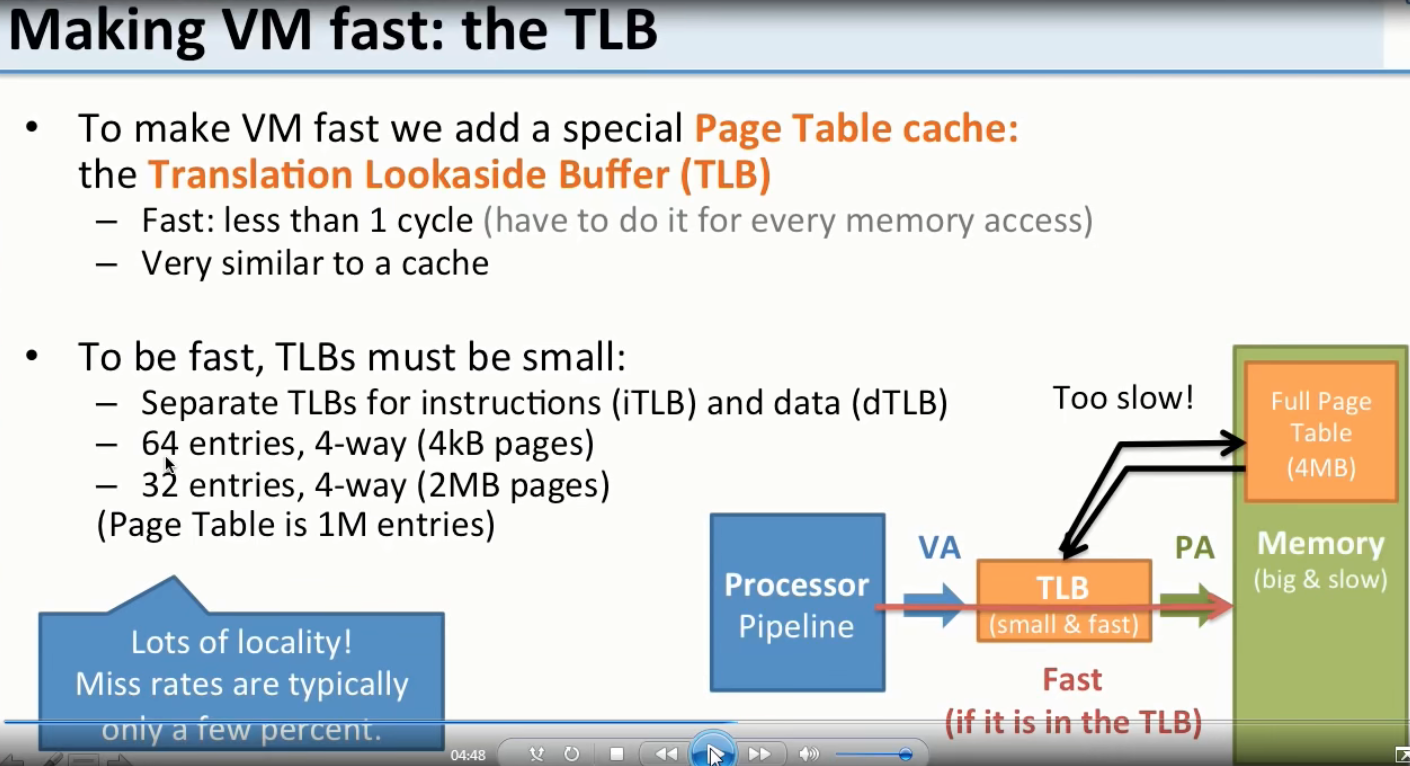 Making VM fast: the TLB
• To make VM fast we add a special Page Table cache:
the Translation Lookaside Buffer (TLB)
– Fast: less than 1 cycle (have to do it for every memory access)
– Very similar to a cache
• To be fast, TLBs must be small:
– Separate TLBs for instructions (iTLB) and data (dTLB)
– 64 entries, 4-way (4kB pages)
– 32 entries, 4-way (2MB pages)
(Page Table is 1M entries)
Lots of locality!
Miss rates are typically
only a few percent.
Too slow!
Full Page
Table
(4MB)
Processor
Pipeline
VA
TLB
(small & fast)
PA
Memory
(big & slow)
Fast
(if it is in the TLB)
04:48